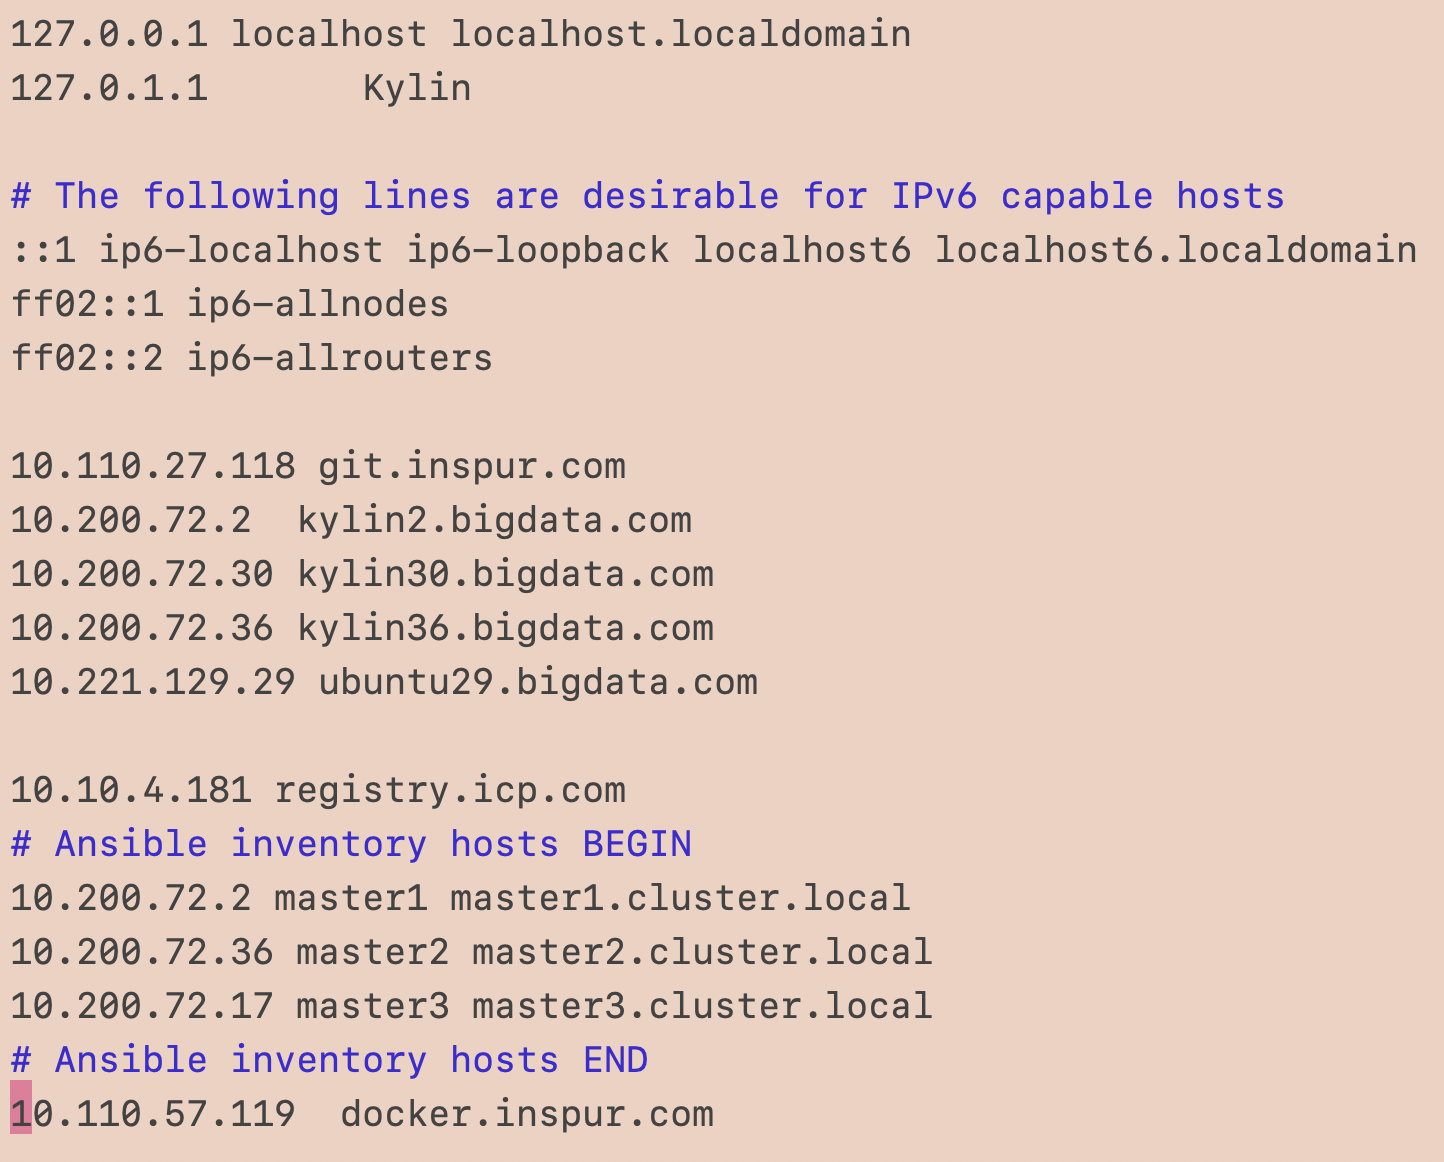 127.0.0.1 localhost localhost.localdomain
127.0.1.1       Kylin
# The following lines are desirable for IPv6 capable hosts
::1 ip6-localhost ip6-loopback localhost6 localhost6.localdomain
ff02::1 ip6-allnodes
ff02::2 ip6-allrouters
10.110.27.118 git.inspur.com
10.200.72.2  kylin2.bigdata.com
10.200.72.30 kylin30.bigdata.com
10.200.72.36 kylin36.bigdata.com
10.221.129.29 ubuntu29.bigdata.com
10.10.4.181 registry.icp.com
# Ansible inventory hosts BEGIN
10.200.72.2 master1 master1.cluster.local
10.200.72.36 master2 master2.cluster.local
10.200.72.17 master3 master3.cluster.local
# Ansible inventory hosts END
10.110.57.119  docker.inspur.com